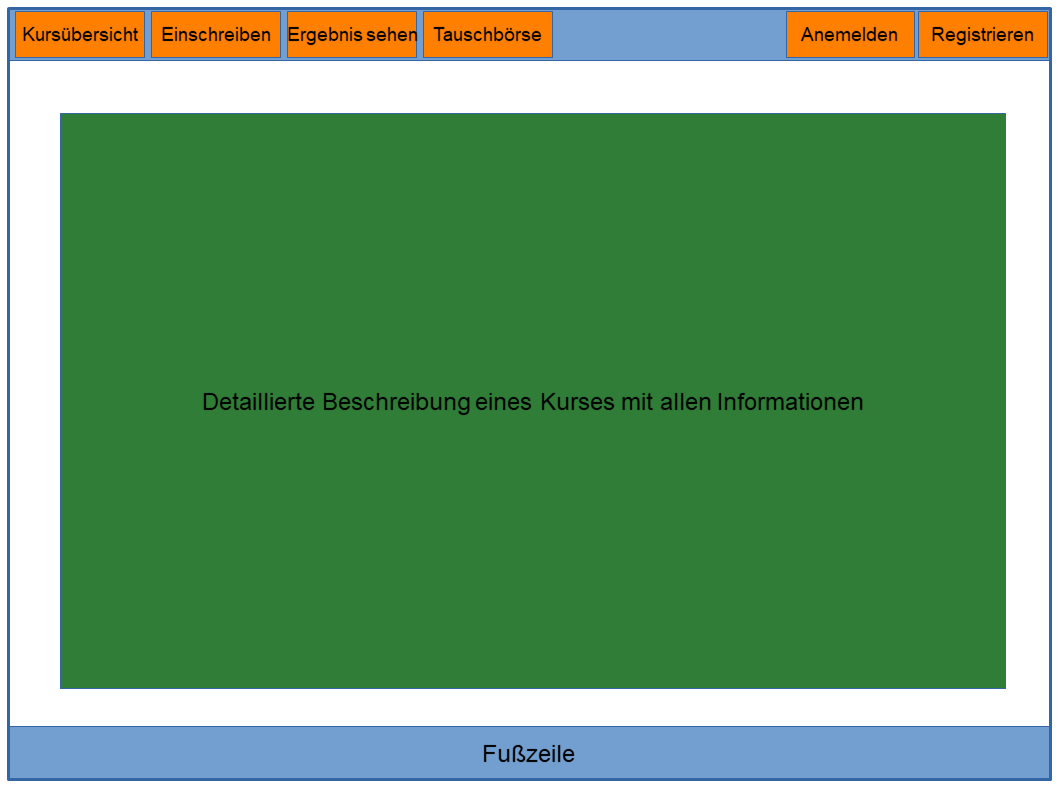 Kursübersicht Einschreiben Ergebnis sehen Tauschbörse Anemelden Registrieren
Detaillierte Beschreibung eines Kurses mit allen Informationen
Fußzeile